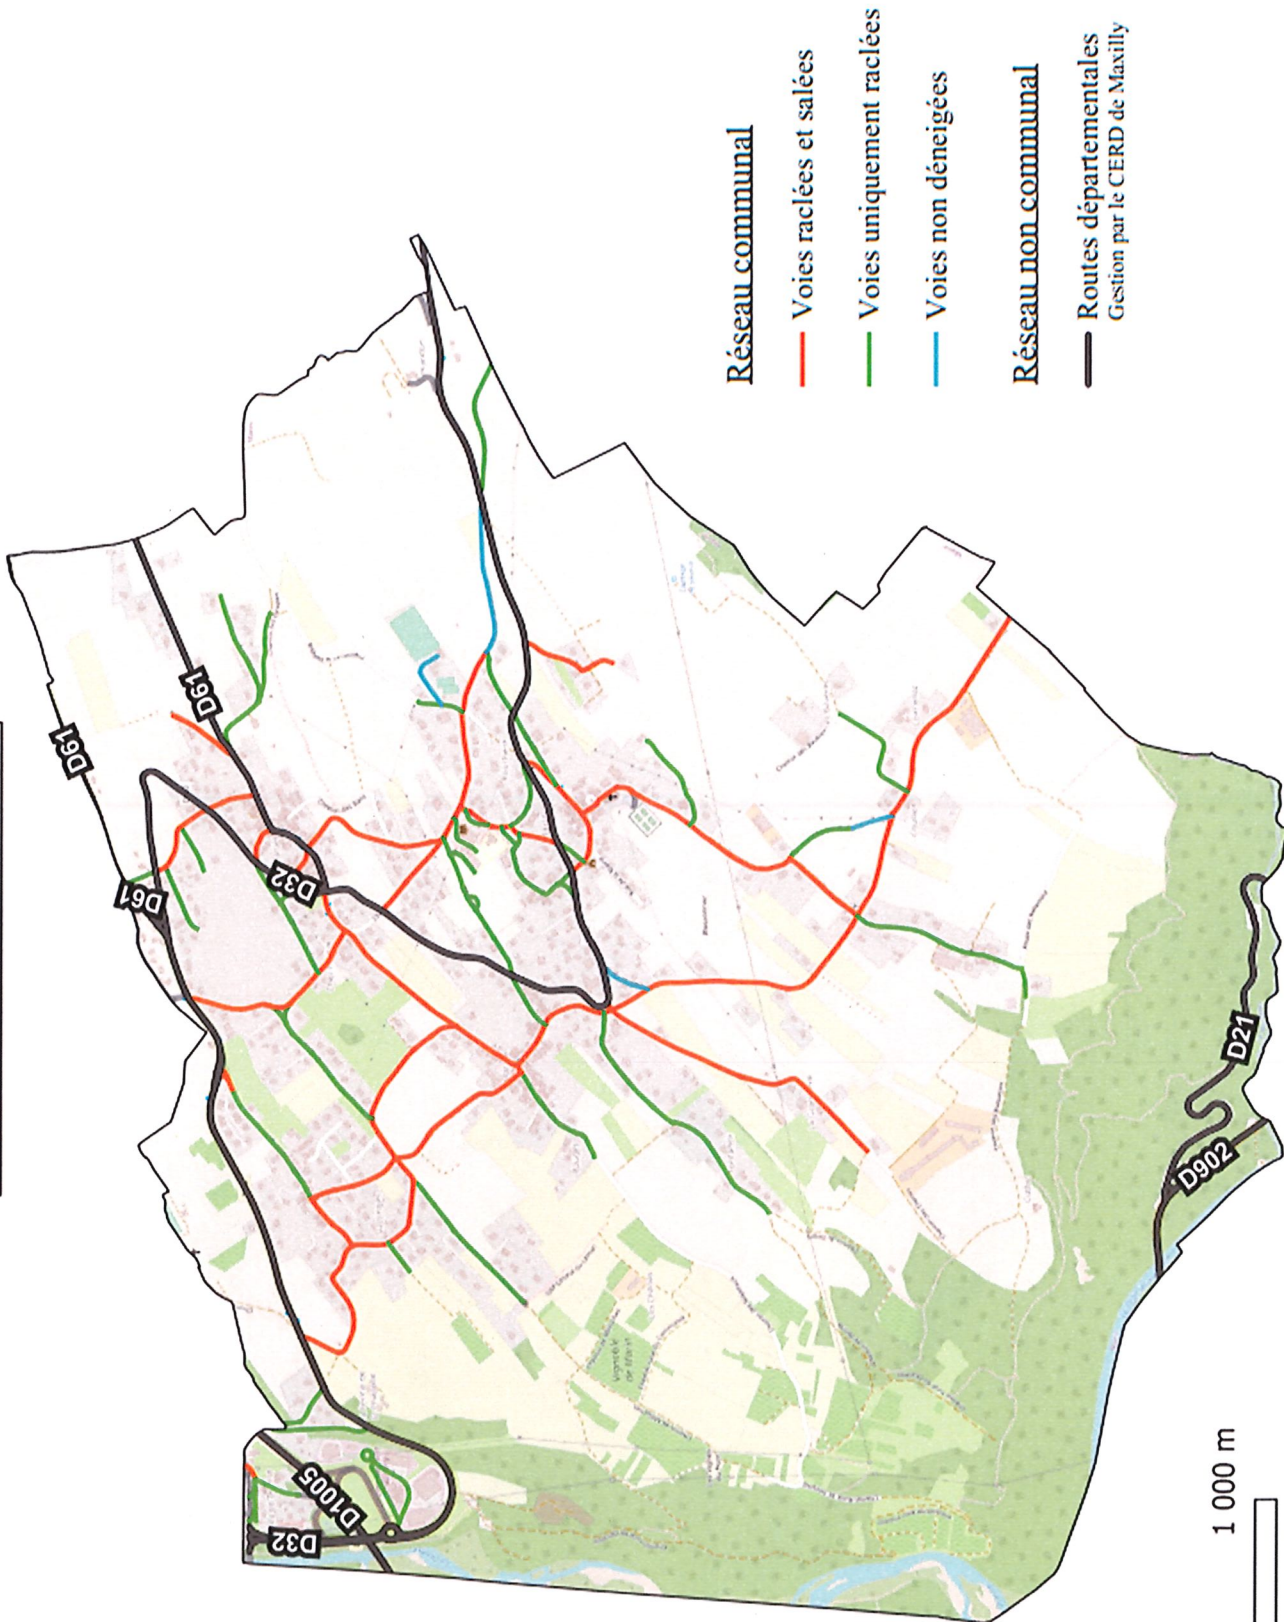 Réseau communal
Voies raclées et salées
Voies uniquement raclées
Voies non déneigées
Réseau non communal
Routes départementales
Gestion par le CERD de Maxilly
D61
D61
D61
D32
D1005
D32
D21
D902
1 000 m